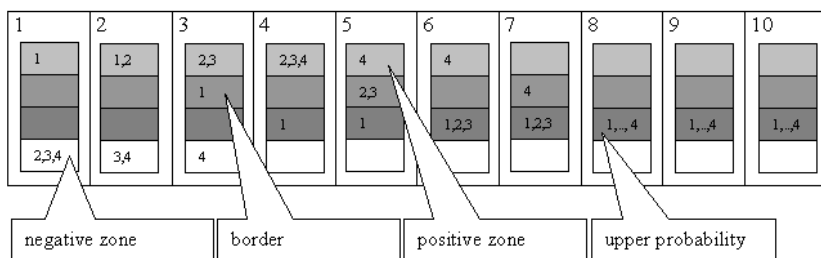 1 2 3 4 5 6 7 8 9 10
1 1,2 2,3 2,3,4 4 4
1 2,3 4
1 1 1,2,3 1,2,3 1,..,4 1,..,4 1,..,4
2,3,4 3,4 4
negative zone border positive zone upper probability